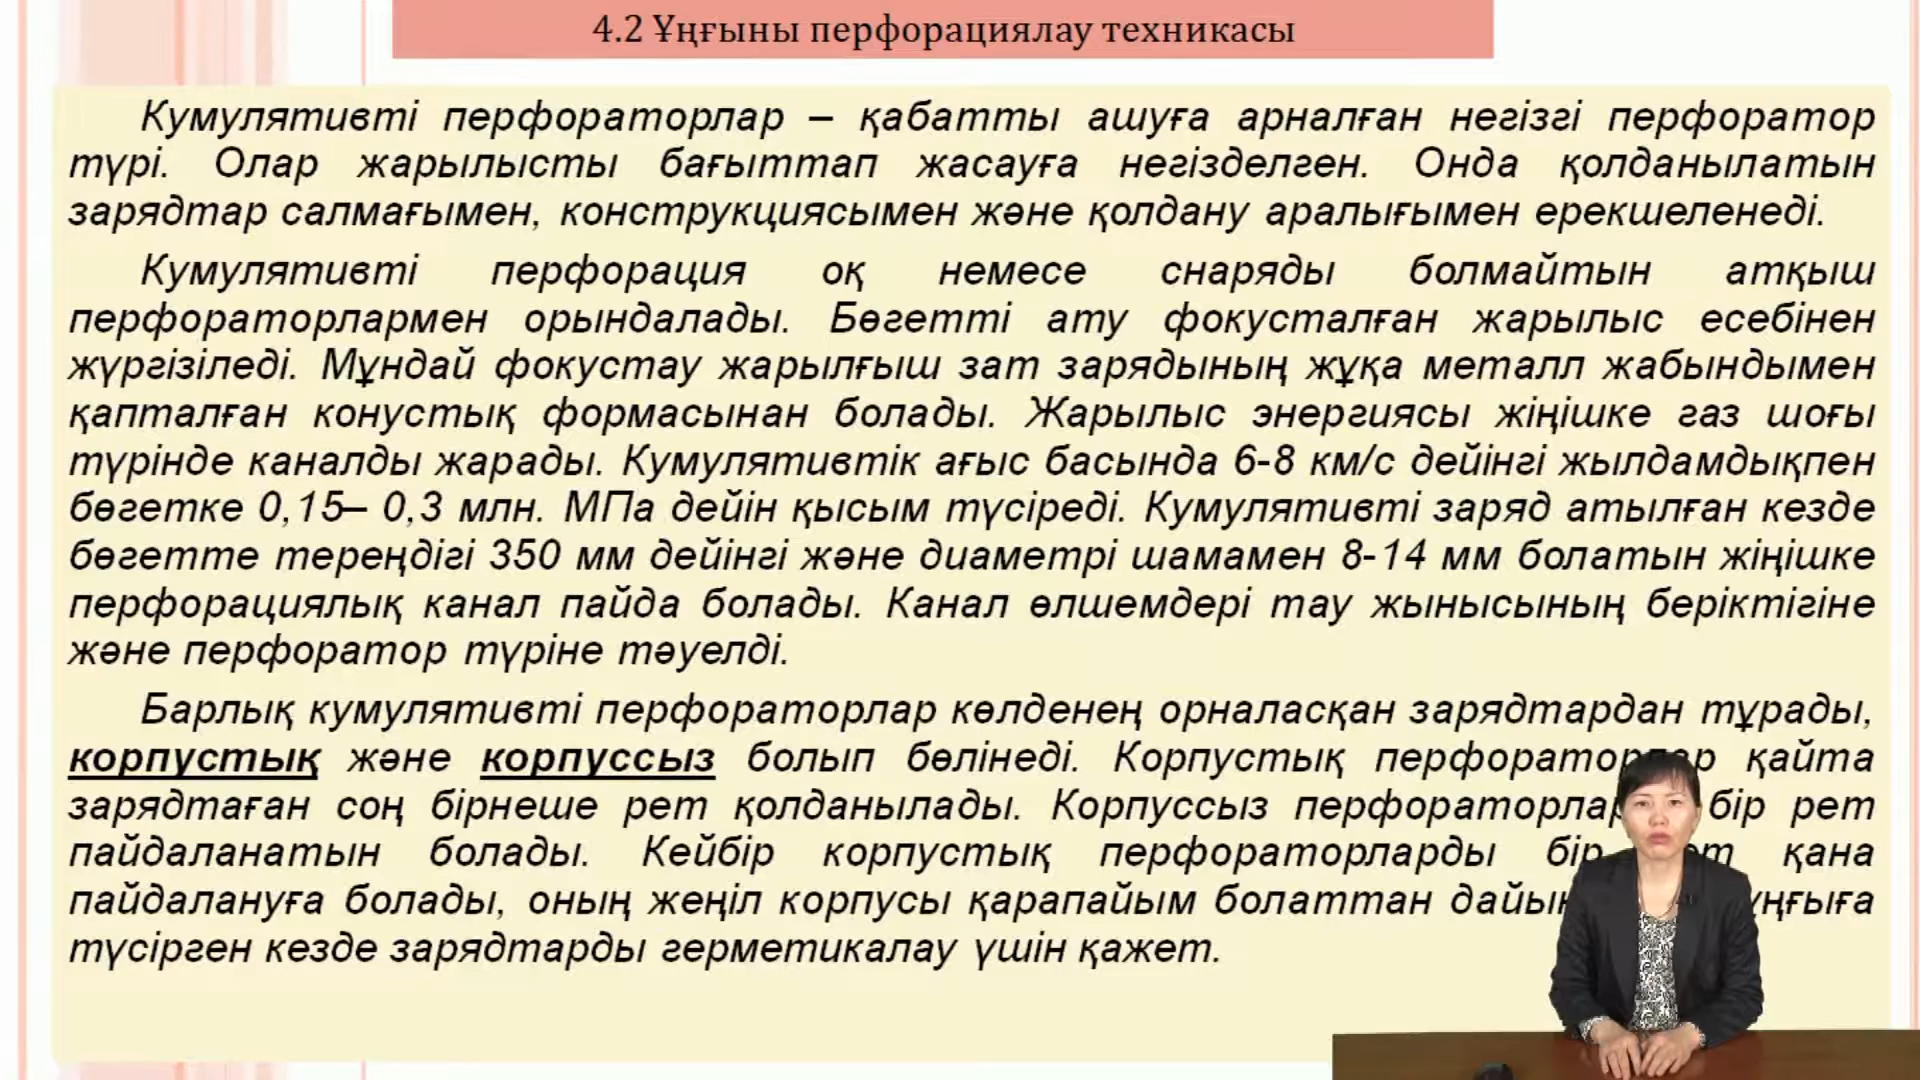 4.2 Ұңғыны перфорациялау техникасы
Кумулятивті перфораторлар – қабатты ашуға арналған негізгі перфоратор
түрі. Олар жарылысты бағыттап жасауға негізделген. Онда қолданылатын
зарядтар салмағымен, конструкциясымен және қолдану аралығымен ерекшеленеді.
Кумулятивті перфорация оқ немесе снаряды болмайтын атқыш
перфораторлармен орындалады. Бөгетті ату фокусталған жарылыс есебінен
жүргізіледі. Мұндай фокустау жарылғыш зат зарядының жұқа металл жабындымен
қапталған конустық формасынан болады. Жарылыс энергиясы жіңішке газ шоғы
түрінде каналды жарады. Кумулятивтік ағыс басында 6-8 км/с дейінгі жылдамдықпен
бөгетке 0,15– 0,3 млн. МПа дейін қысым түсіреді. Кумулятивті заряд атылған кезде
бөгетте тереңдігі 350 мм дейінгі және диаметрі шамамен 8-14 мм болатын жіңішке
перфорациялық канал пайда болады. Канал өлшемдері тау жынысының беріктігіне
және перфоратор түріне тәуелді.
Барлық кумулятивті перфораторлар көлденең орналасқан зарядтардан тұрады,
корпустық және корпуссыз болып бөлінеді. Корпустық перфораторлар қайта
зарядтаған соң бірнеше рет қолданылады. Корпуссыз перфораторлар бір рет
пайдаланатын болады. Кейбір корпустық перфораторларды бір қана
пайдалануға болады, оның жеңіл корпусы қарапайым болаттан
түсірген кезде зарядтарды герметикалау үшін қажет.